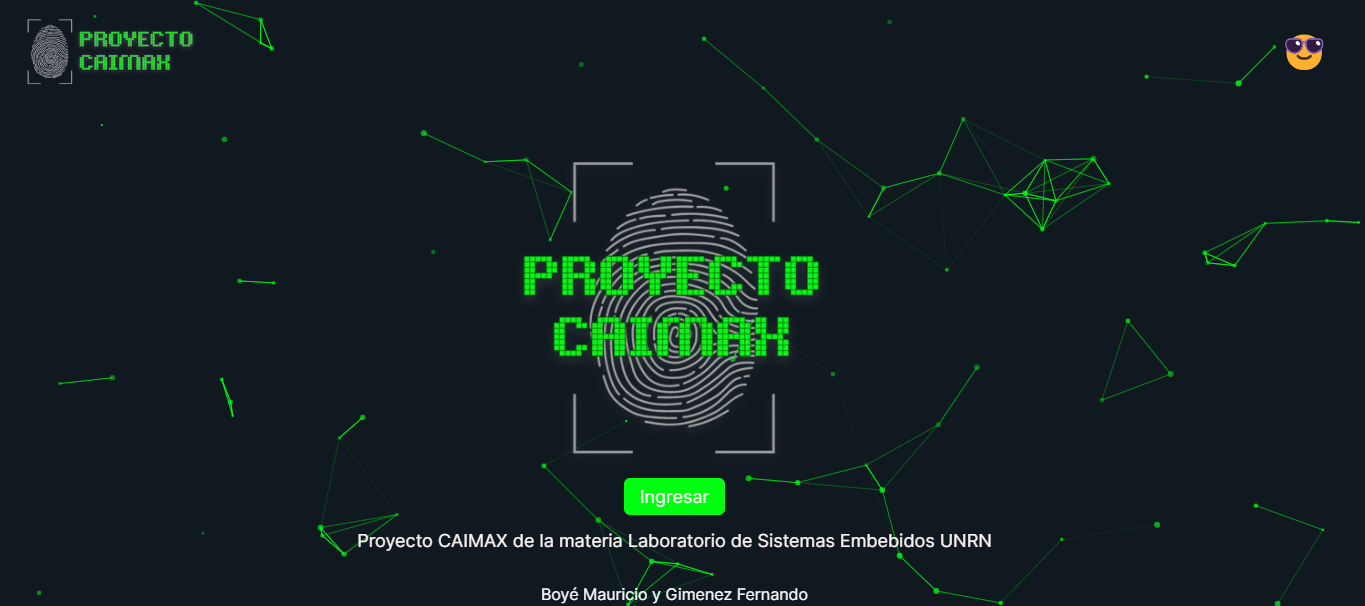 PROYECTO
CAIMAX
PROYECTO
CAIMAX
Ingresar
Proyecto CAIMAX de la materia Laboratorio de Sistemas Embebidos UNRN
Boyé Mauricio y Gimenez Fernando